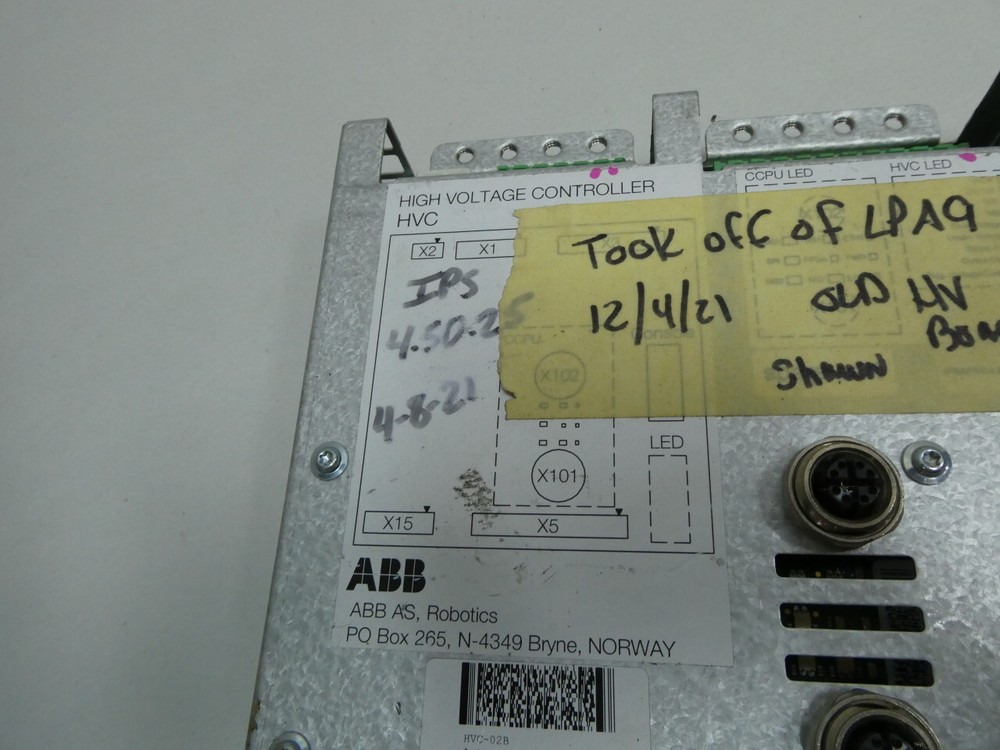 HIGH VOLTAGE CONTROLLER
HVC
CCPU LED
HVC LED
X2
X1
Took off of LPA9
12/4/21
OLD HV
Shawn
IPS
4.50.25
4-8-21
X102
LED
X101
X15
X5
ABB
ABB AS, Robotics
PO Box 265, N-4349 Bryne, NORWAY
HVC-02B